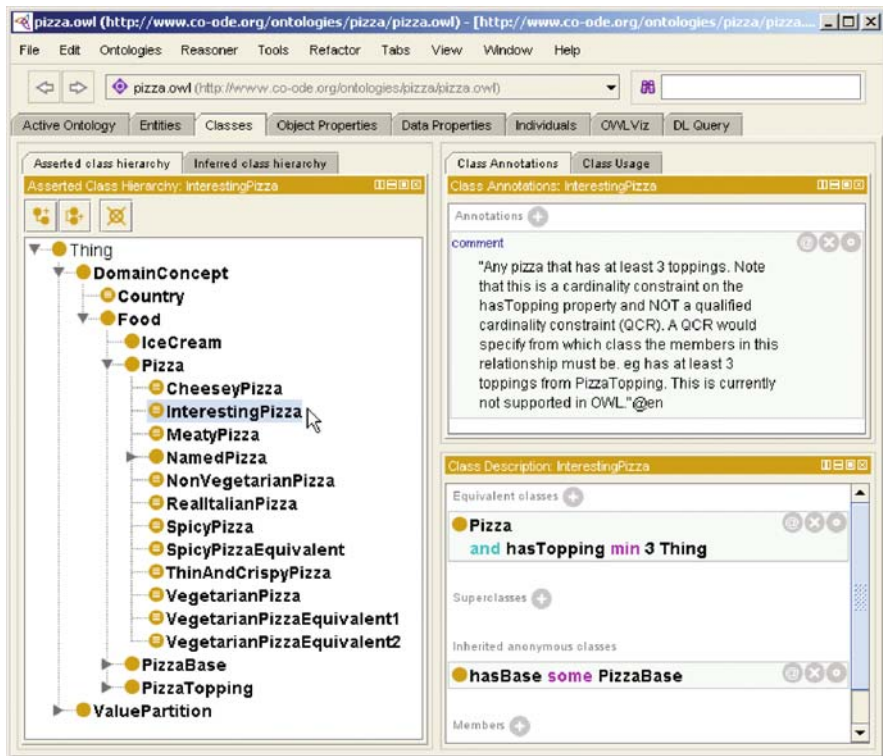 pizza.owl (http://www.co-ode.org/ontologies/pizza/pizza.owl) - [http://www.co-ode.org/ontologies/pizza/pizza....
File Edit Ontologies Reasoner Tools Refactor Tabs View Window Help
pizza.owl (http://www.co-ode.org/ontologies/pizza/pizza.owl)
Active Ontology Entities Classes Object Properties Data Properties Individuals OWLViz DL Query
Asserted class hierarchy Inferred class hierarchy
Asserted Class Hierarchy: InterestingPizza
Thing
DomainConcept
Country
Food
IceCream
Pizza
CheeseyPizza
InterestingPizza
MeatyPizza
NamedPizza
NonVegetarianPizza
RealItalianPizza
SpicyPizza
SpicyPizzaEquivalent
ThinAndCrispyPizza
VegetarianPizza
VegetarianPizzaEquivalent1
VegetarianPizzaEquivalent2
PizzaBase
PizzaTopping
ValuePartition
Class Annotations Class Usage
Class Annotations: InterestingPizza
Annotations
comment
"Any pizza that has at least 3 toppings. Note
that this is a cardinality constraint on the
hasTopping property and NOT a qualified
cardinality constraint (QCR). A QCR would
specify from which class the members in this
relationship must be. eg has at least 3
toppings from PizzaTopping. This is currently
not supported in OWL."@en
Class Description: InterestingPizza
Equivalent classes
Pizza
and hasTopping min 3 Thing
Superclasses
Inherited anonymous classes
hasBase some PizzaBase
Members